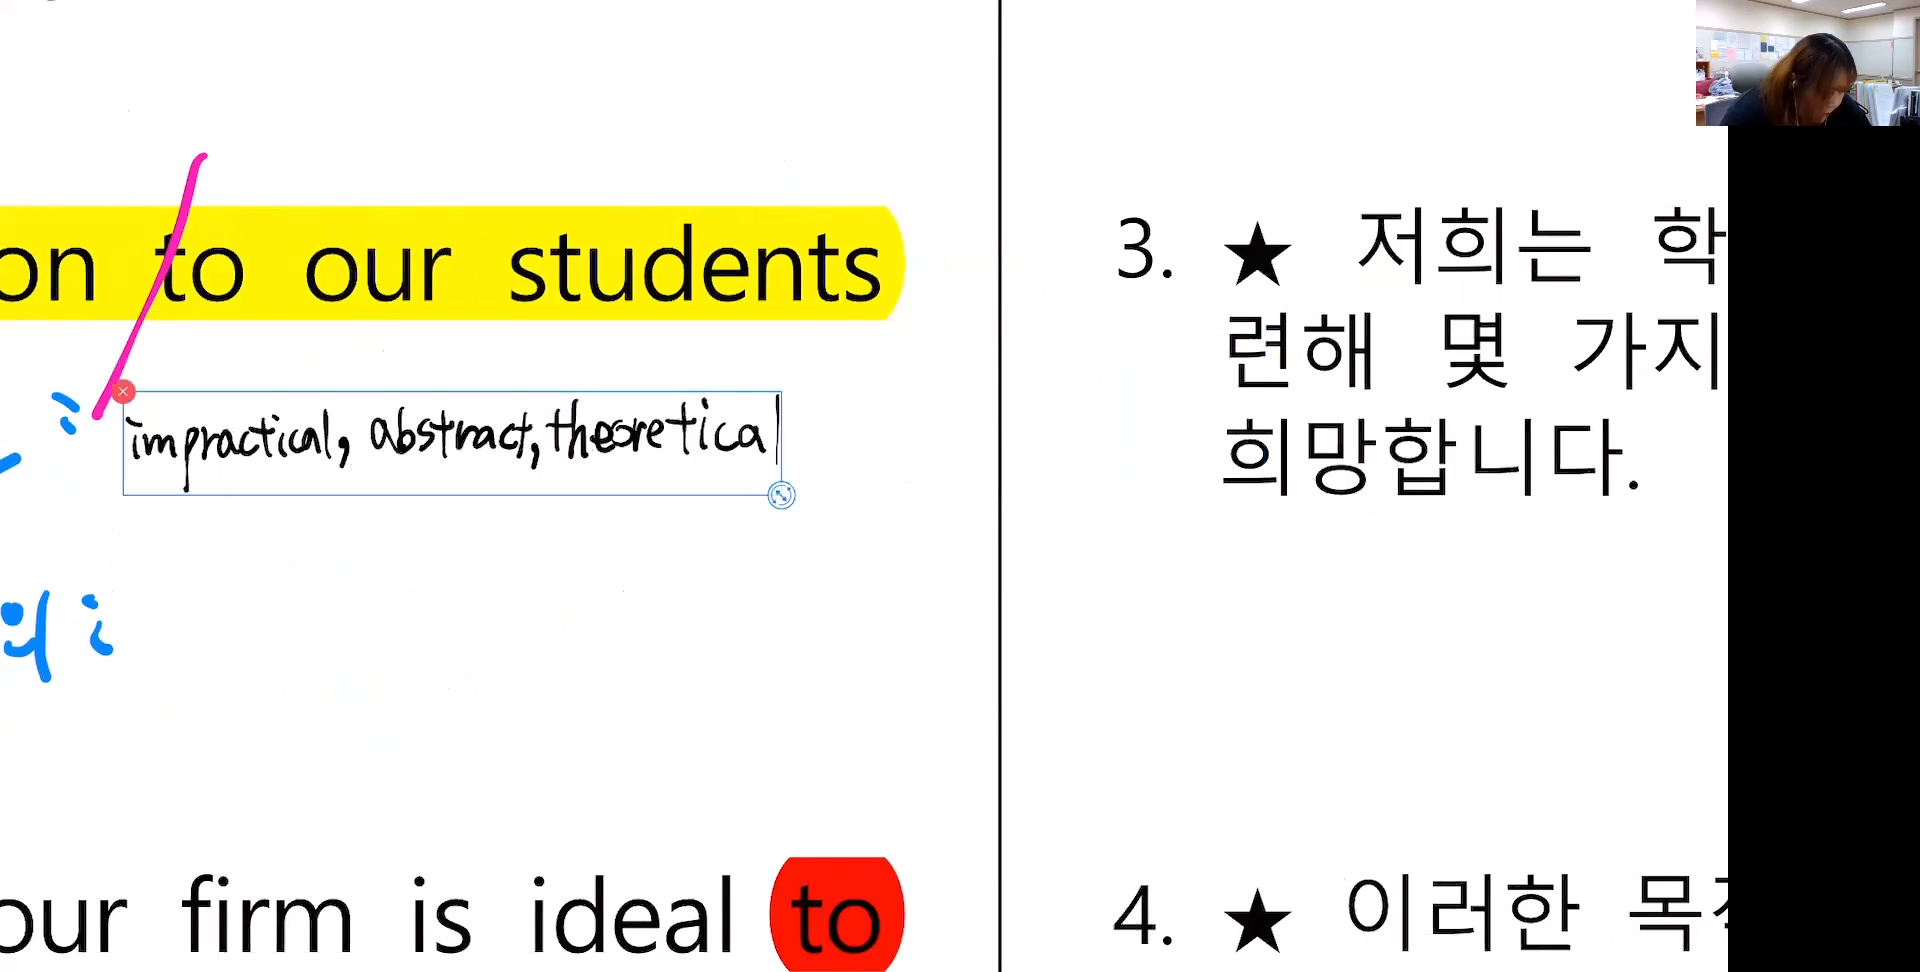 on to our students
impractical, abstract, theoretical
의
our firm is ideal to
3. ★ 저희는 학
련해 몇 가지
희망합니다.
4. ★ 이러한